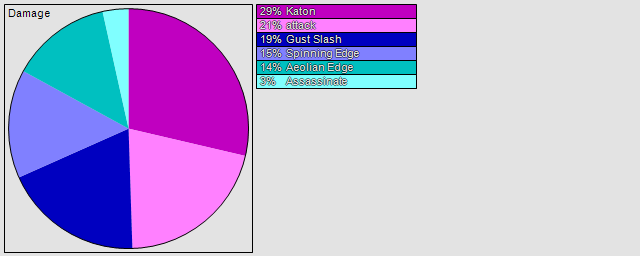 Damage
29% Katon
21% attack
19% Gust Slash
15% Spinning Edge
14% Aeolian Edge
3% Assassinate